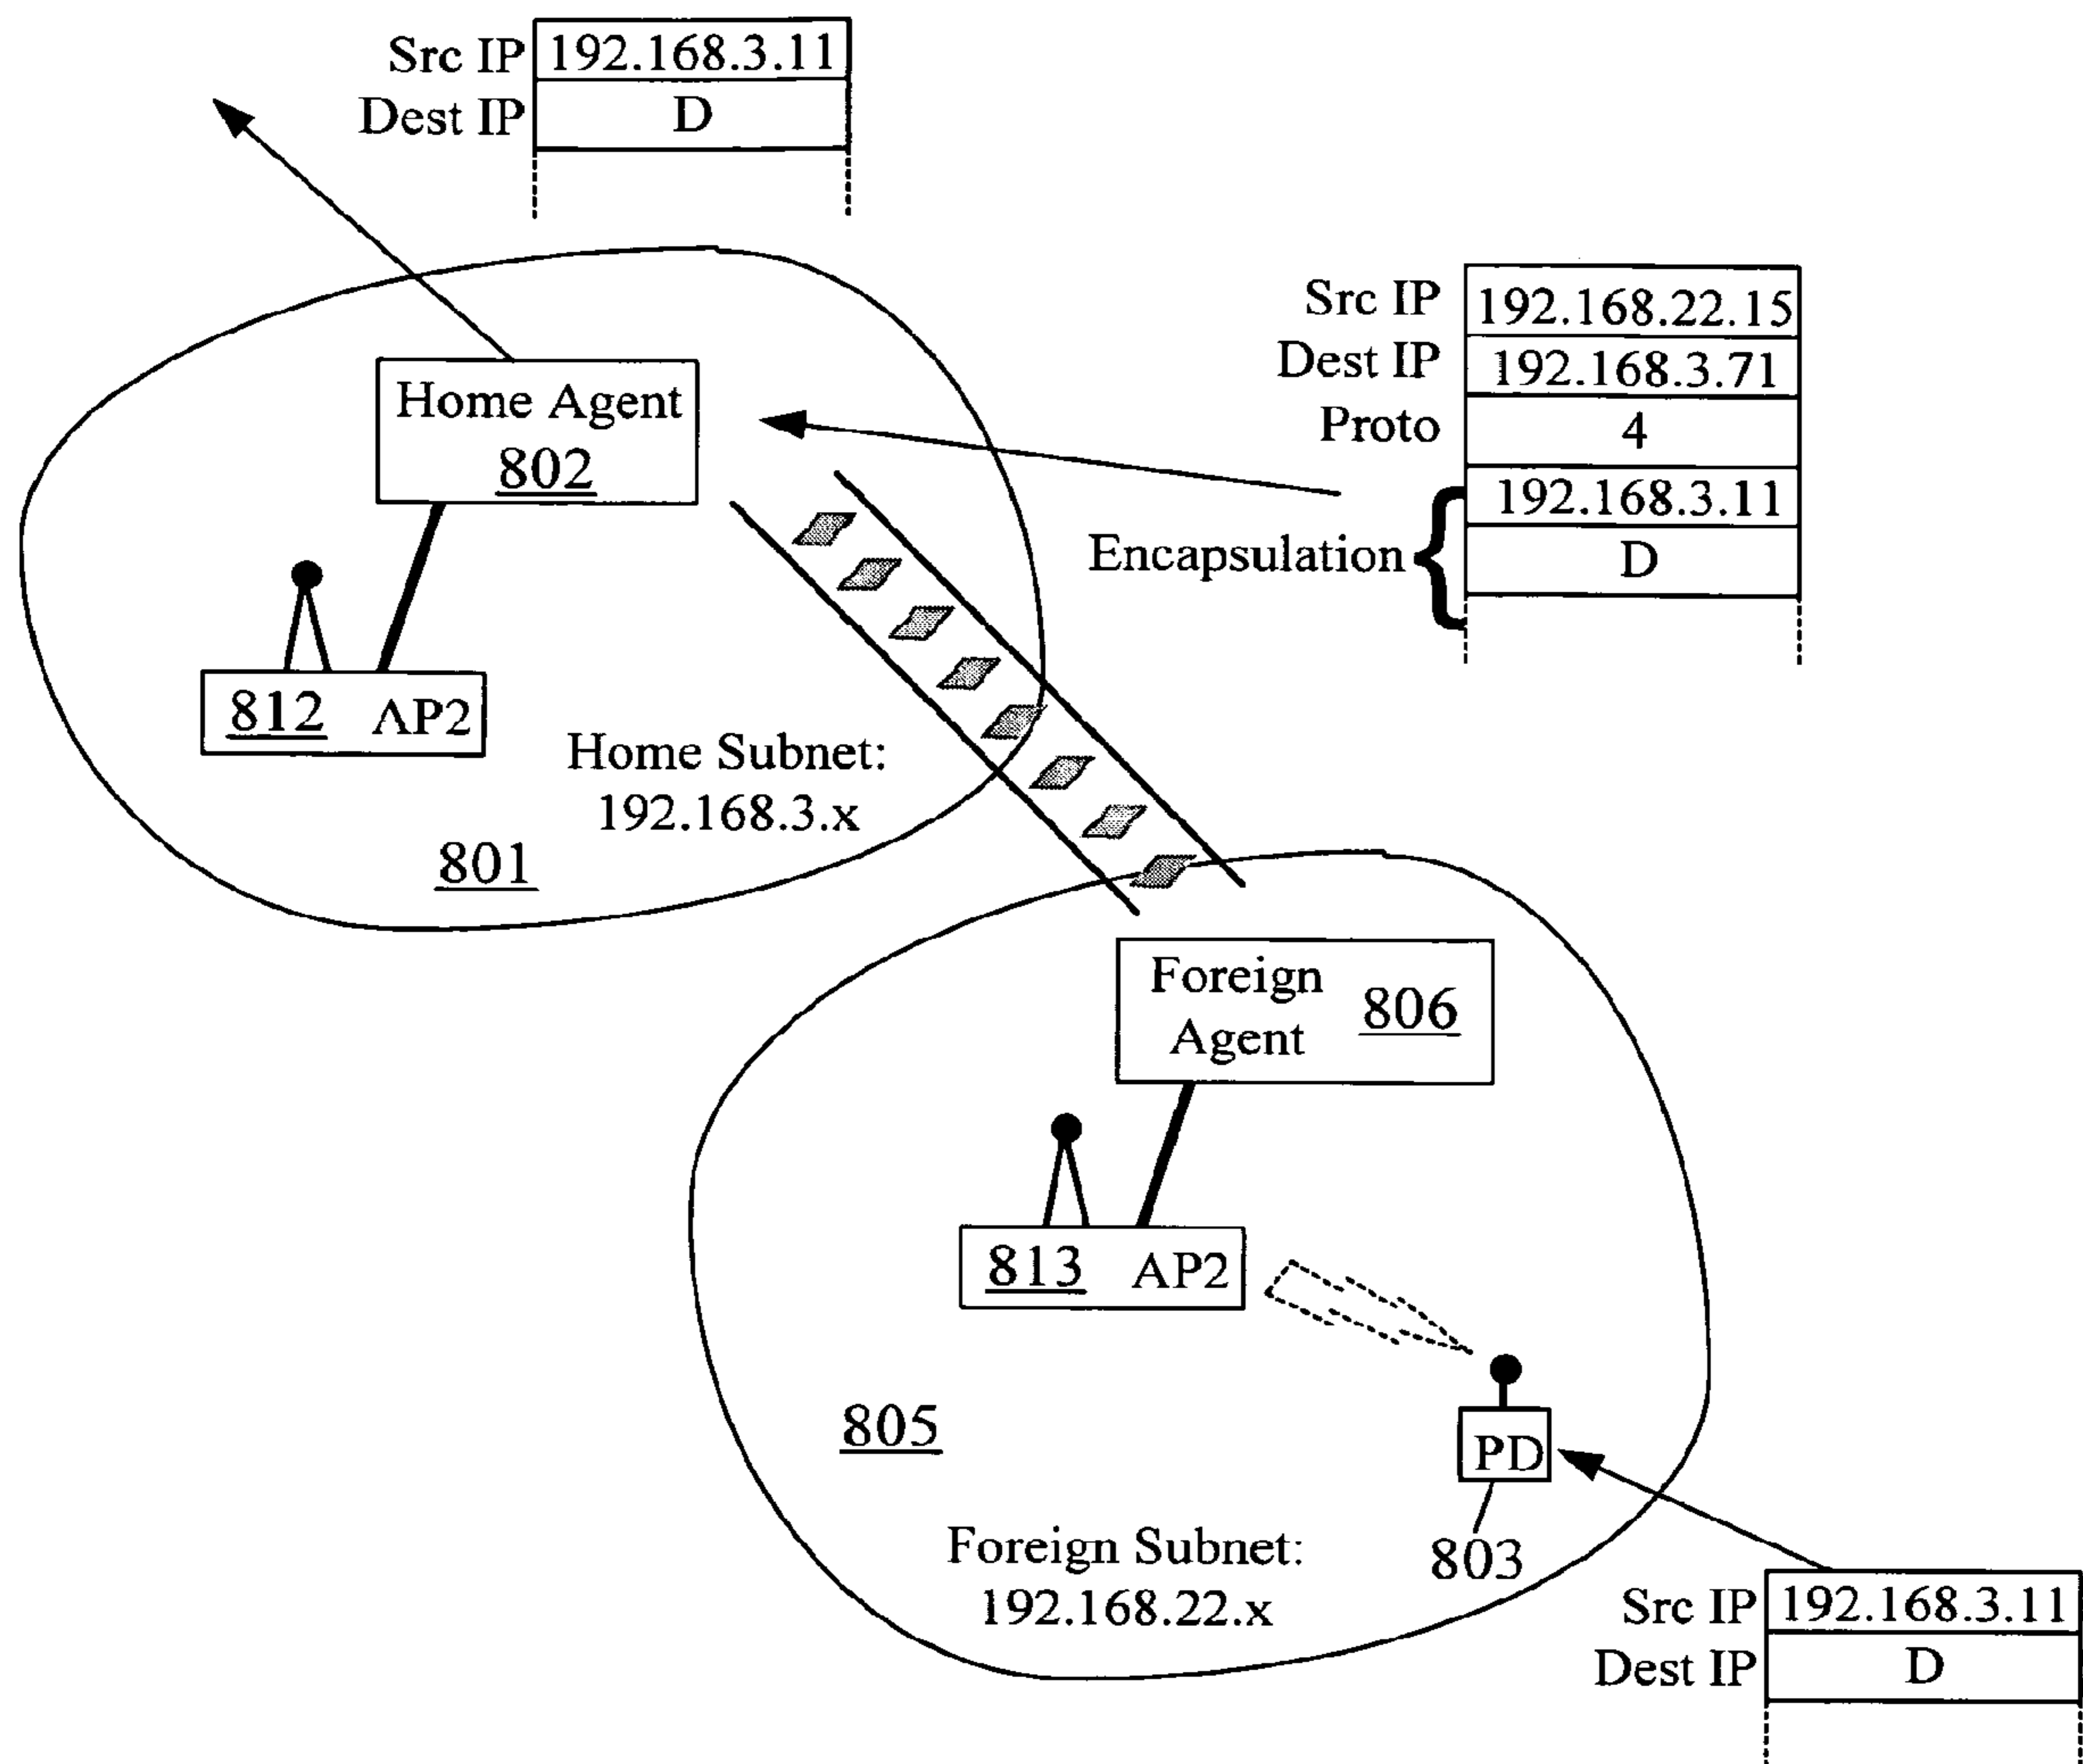 Src IP 192.168.3.11
Dest IP D
Src IP 192.168.22.15
Dest IP 192.168.3.71
Proto 4
192.168.3.11
Encapsulation { D
Home Agent
802
812 AP2
Home Subnet:
192.168.3.x
801
Foreign
Agent
806
813 AP2
805
PD
803
Foreign Subnet:
192.168.22.x
Src IP 192.168.3.11
Dest IP D